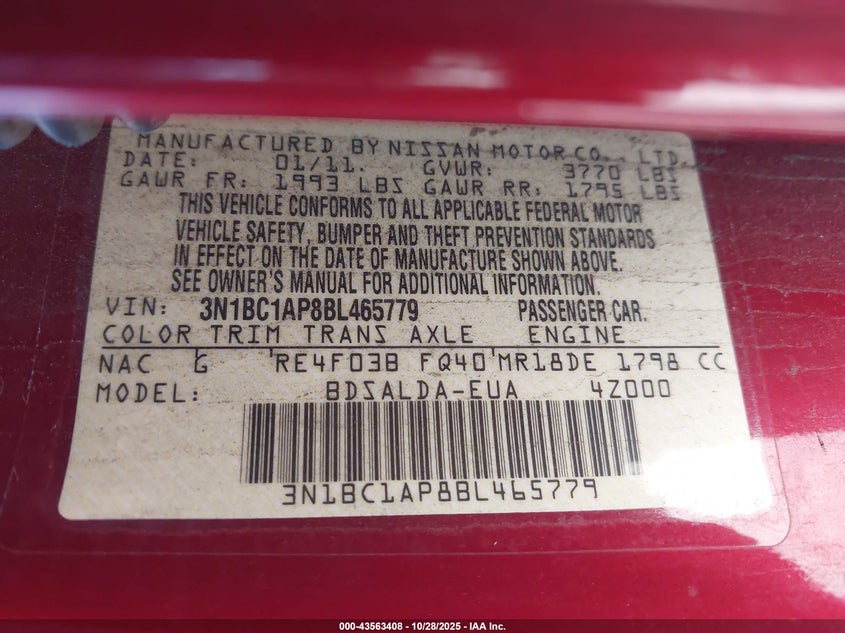 MANUFACTURED BY NISSAN MOTOR CO., LTD.
DATE: 01/11. GVWR: 3770 LBS
GAWR FR: 1993 LBS GAWR RR: 1795 LBS
THIS VEHICLE CONFORMS TO ALL APPLICABLE FEDERAL MOTOR
VEHICLE SAFETY, BUMPER AND THEFT PREVENTION STANDARDS
IN EFFECT ON THE DATE OF MANUFACTURE SHOWN ABOVE.
SEE OWNER'S MANUAL FOR ADDITIONAL INFORMATION.
VIN: 3N1BC1AP8BL465779 PASSENGER CAR.
COLOR TRIM TRANS AXLE ENGINE
NAC G 'RE4F03B FQ40'MR18DE 1798 CC
MODEL: BDSALDA-EUA 4Z000
3N1BC1AP8BL465779
000-43563408 | 10/28/2025 - IAA Inc.